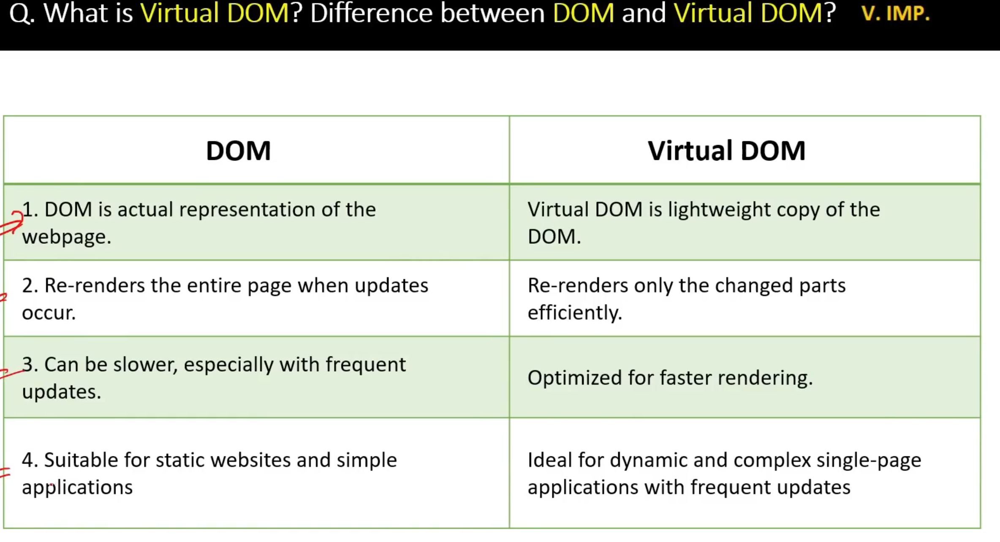 Q. What is Virtual DOM? Difference between DOM and Virtual DOM? V. IMP.
DOM
Virtual DOM
1. DOM is actual representation of the
webpage.
Virtual DOM is lightweight copy of the
DOM.
2. Re-renders the entire page when updates
occur.
Re-renders only the changed parts
efficiently.
3. Can be slower, especially with frequent
updates.
Optimized for faster rendering.
4. Suitable for static websites and simple
applications
Ideal for dynamic and complex single-page
applications with frequent updates